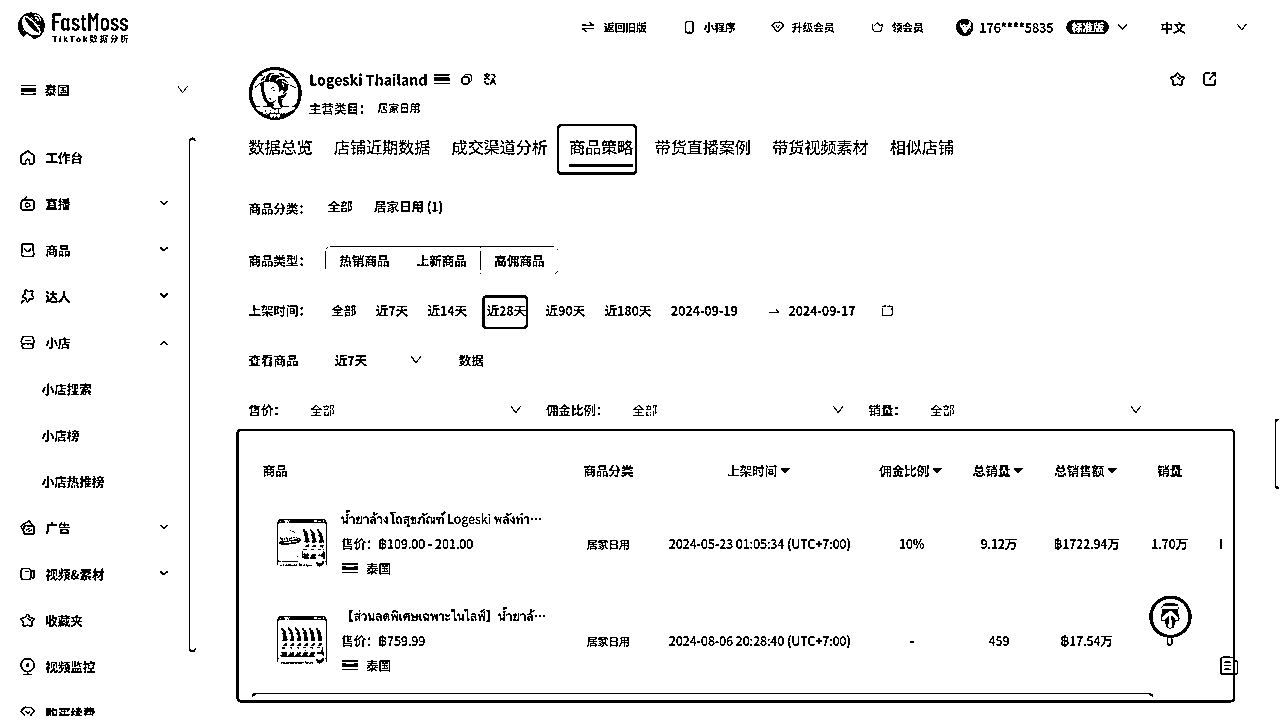 FastMoss
TikTok数据分析
返回旧版
小程序
升级会员
领会员
176****5835
标准版
中文
泰国
工作台
直播
商品
达人
小店
小店搜索
小店榜
小店热推榜
广告
视频&素材
收藏夹
视频监控
购买续费
Logeski Thailand
主营类目： 居家日用
数据总览 店铺近期数据 成交渠道分析 商品策略 带货直播案例 带货视频素材 相似店铺
商品分类： 全部 居家日用 (1)
商品类型： 热销商品 上新商品 高佣商品
上架时间： 全部 近7天 近14天 近28天 近90天 近180天 2024-09-19 → 2024-09-17
查看商品 近7天 数据
售价： 全部 佣金比例： 全部 销量： 全部
商品 商品分类 上架时间 佣金比例 总销量 总销售额 销量
น้ำยาล้างโถสุขภัณฑ์ Logeski พลังทำ···
售价：฿109.00 - 201.00 居家日用 2024-05-23 01:05:34 (UTC+7:00) 10% 9.12万 ฿1722.94万 1.70万
泰国
【ส่วนลดพิเศษเฉพาะในไลฟ์】น้ำยาล้···
售价：฿759.99 居家日用 2024-08-06 20:28:40 (UTC+7:00) - 459 ฿17.54万
泰国